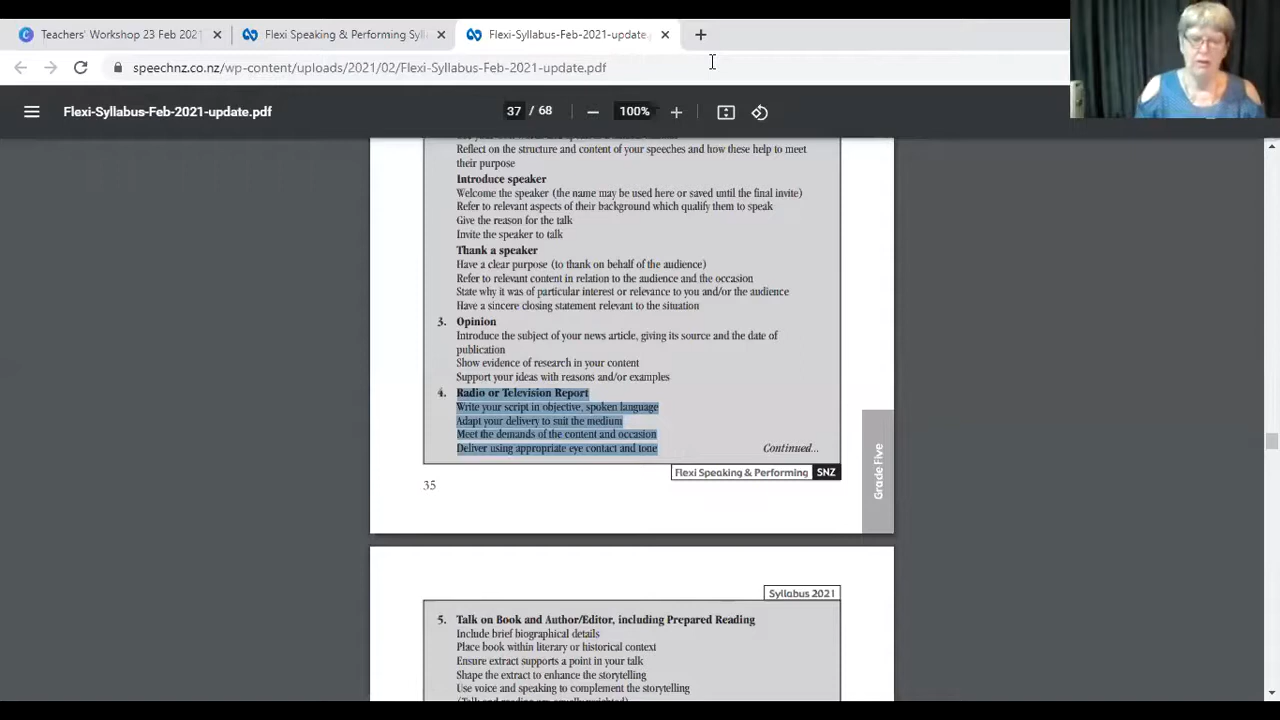 Teachers' Workshop 23 Feb 202
Flexi Speaking & Performing Syl
Flexi-Syllabus-Feb-2021-update.
speechnz.co.nz/wp-content/uploads/2021/02/Flexi-Syllabus-Feb-2021-update.pdf
Flexi-Syllabus-Feb-2021-update.pdf
37 / 68
100%
Reflect on the structure and content of your speeches and how these help to meet
their purpose
Introduce speaker
Welcome the speaker (the name may be used here or saved until the final invite)
Refer to relevant aspects of their background which qualify them to speak
Give the reason for the talk
Invite the speaker to talk
Thank a speaker
Have a clear purpose (to thank on behalf of the audience)
Refer to relevant content in relation to the audience and the occasion
State why it was of particular interest or relevance to you and/or the audience
Have a sincere closing statement relevant to the situation
3. Opinion
Introduce the subject of your news article, giving its source and the date of
publication
Show evidence of research in your content
Support your ideas with reasons and/or examples
4. Radio or Television Report
Write your script in objective, spoken language
Adapt your delivery to suit the medium
Meet the demands of the content and occasion
Deliver using appropriate eye contact and tone
Continued...
Flexi Speaking & Performing SNZ
35
Grade Five
Syllabus 2021
5. Talk on Book and Author/Editor, including Prepared Reading
Include brief biographical details
Place book within literary or historical context
Ensure extract supports a point in your talk
Shape the extract to enhance the storytelling
Use voice and speaking to complement the storytelling